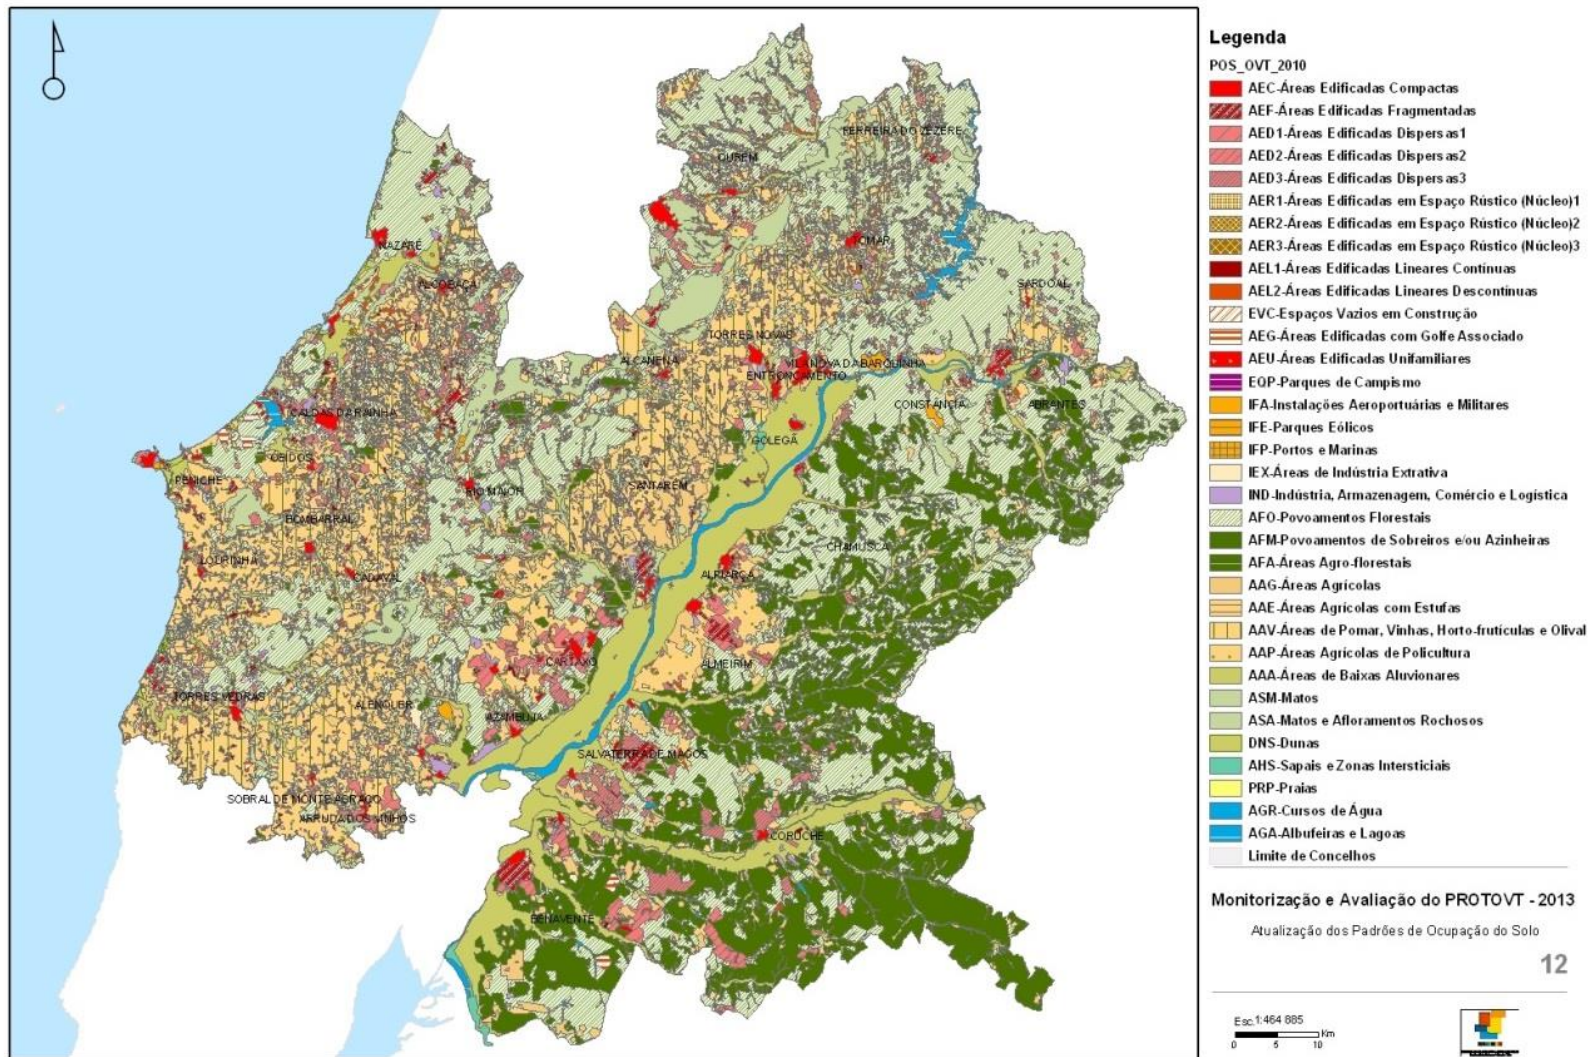 FERREIRA DO ZÊZERE
OURÉM
NAZARÉ
TOMAR
ALCOBAÇA
SARDOAL
TORRES NOVAS
ALCANENA
VILA NOVA DA BARQUINHA
ENTRONCAMENTO
CONSTÂNCIA
ABRANTES
CALDAS DA RAINHA
GOLEGÃ
ÓBIDOS
PENICHE
RIO MAIOR
SANTARÉM
BOMBARRAL
CHAMUSCA
LOURINHÃ
CADAVAL
ALPIARÇA
CARTAXO
ALMEIRIM
TORRES VEDRAS
ALENQUER
AZAMBUJA
SALVATERRA DE MAGOS
SOBRAL DE MONTE AGRAÇO
ARRUDA DOS VINHOS
CORUCHE
BENAVENTE
Legenda
POS_OVT_2010
AEC-Áreas Edificadas Compactas
AEF-Áreas Edificadas Fragmentadas
AED1-Áreas Edificadas Dispersas1
AED2-Áreas Edificadas Dispersas2
AED3-Áreas Edificadas Dispersas3
AER1-Áreas Edificadas em Espaço Rústico (Núcleo)1
AER2-Áreas Edificadas em Espaço Rústico (Núcleo)2
AER3-Áreas Edificadas em Espaço Rústico (Núcleo)3
AEL1-Áreas Edificadas Lineares Contínuas
AEL2-Áreas Edificadas Lineares Descontínuas
EVC-Espaços Vazios em Construção
AEG-Áreas Edificadas com Golfe Associado
AEU-Áreas Edificadas Unifamiliares
EQP-Parques de Campismo
IFA-Instalações Aeroportuárias e Militares
IFE-Parques Eólicos
IFP-Portos e Marinas
IEX-Áreas de Indústria Extrativa
IND-Indústria, Armazenagem, Comércio e Logística
AFO-Povoamentos Florestais
AFM-Povoamentos de Sobreiros e/ou Azinheiras
AFA-Áreas Agro-florestais
AAG-Áreas Agrícolas
AAE-Áreas Agrícolas com Estufas
AAV-Áreas de Pomar, Vinhas, Horto-frutículas e Olival
AAP-Áreas Agrícolas de Policultura
AAA-Áreas de Baixas Aluvionares
ASM-Matos
ASA-Matos e Afloramentos Rochosos
DNS-Dunas
AHS-Sapais e Zonas Intersticiais
PRP-Praias
AGR-Cursos de Água
AGA-Albufeiras e Lagoas
Limite de Concelhos
Monitorização e Avaliação do PROTOVT - 2013
Atualização dos Padrões de Ocupação do Solo
12
Esc.1:464 885
Km
0 5 10